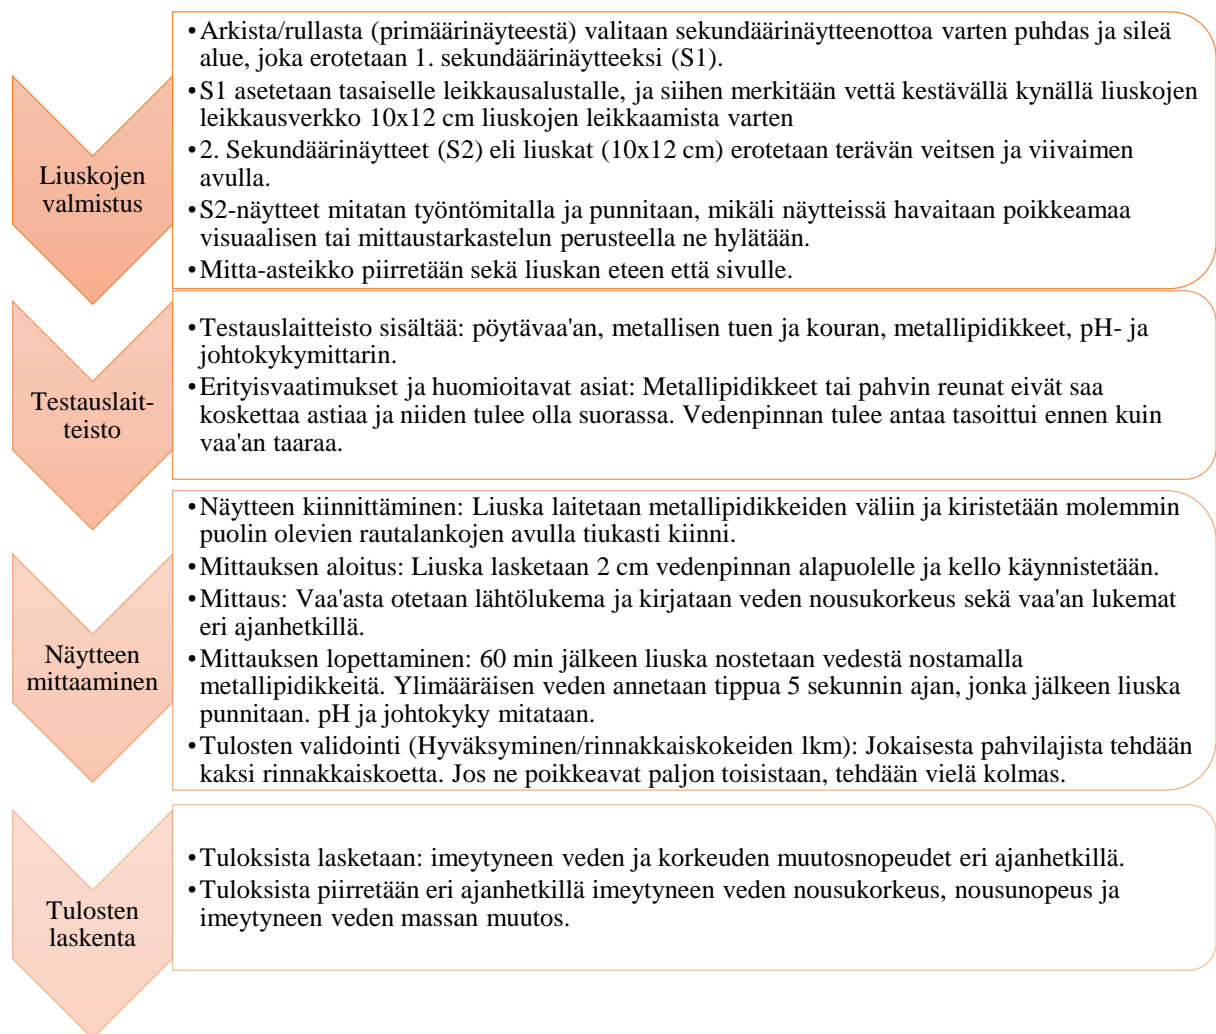 Liuskojen
valmistus
•Arkista/rullasta (primäärinäyteestä) valitaan sekundäärinäytteenottoa varten puhdas ja sileä
alue, joka erotetaan 1. sekundäärinäytteeksi (S1).
•S1 asetetaan tasaiselle leikkausalustalle, ja siihen merkitään vettä kestävällä kynällä liuskojen
leikkausverkko 10x12 cm liuskojen leikkaamista varten
•2. Sekundäärinäytteet (S2) eli liuskat (10x12 cm) erotetaan terävän veitsen ja viivaimen
avulla.
•S2-näytteet mitatan työntömitalla ja punnitaan, mikäli näytteissä havaitaan poikkeamaa
visuaalisen tai mittaustarkastelun perusteella ne hylätään.
•Mitta-asteikko piirretään sekä liuskan eteen että sivulle.
Testauslait-
teisto
•Testauslaitteisto sisältää: pöytävaa'an, metallisen tuen ja kouran, metallipidikkeet, pH- ja
johtokykymittarin.
•Erityisvaatimukset ja huomioitavat asiat: Metallipidikkeet tai pahvin reunat eivät saa
koskettaa astiaa ja niiden tulee olla suorassa. Vedenpinnan tulee antaa tasoittui ennen kuin
vaa'an taaraa.
Näytteen
mittaaminen
•Näytteen kiinnittäminen: Liuska laitetaan metallipidikkeiden väliin ja kiristetään molemmin
puolin olevien rautalankojen avulla tiukasti kiinni.
•Mittauksen aloitus: Liuska lasketaan 2 cm vedenpinnan alapuolelle ja kello käynnistetään.
•Mittaus: Vaa'asta otetaan lähtölukema ja kirjataan veden nousukorkeus sekä vaa'an lukemat
eri ajanhetkillä.
•Mittauksen lopettaminen: 60 min jälkeen liuska nostetaan vedestä nostamalla
metallipidikkeitä. Ylimääräisen veden annetaan tippua 5 sekunnin ajan, jonka jälkeen liuska
punnitaan. pH ja johtokyky mitataan.
•Tulosten validointi (Hyväksyminen/rinnakkaiskokeiden lkm): Jokaisesta pahvilajista tehdään
kaksi rinnakkaiskoetta. Jos ne poikkeavat paljon toisistaan, tehdään vielä kolmas.
Tulosten
laskenta
•Tuloksista lasketaan: imeytyneen veden ja korkeuden muutosnopeudet eri ajanhetkillä.
•Tuloksista piirretään eri ajanhetkillä imeytyneen veden nousukorkeus, nousunopeus ja
imeytyneen veden massan muutos.